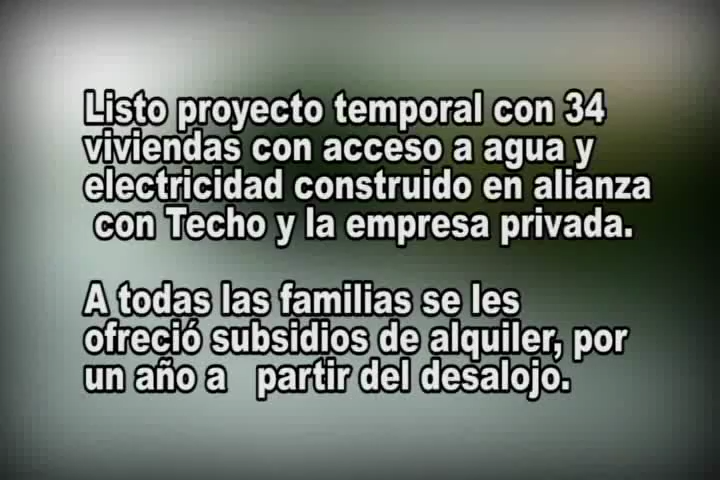 Listo proyecto temporal con 34
viviendas con acceso a agua y
electricidad construido en alianza
con Techo y la empresa privada.
A todas las familias se les
ofreció subsidios de alquiler, por
un año a partir del desalojo.